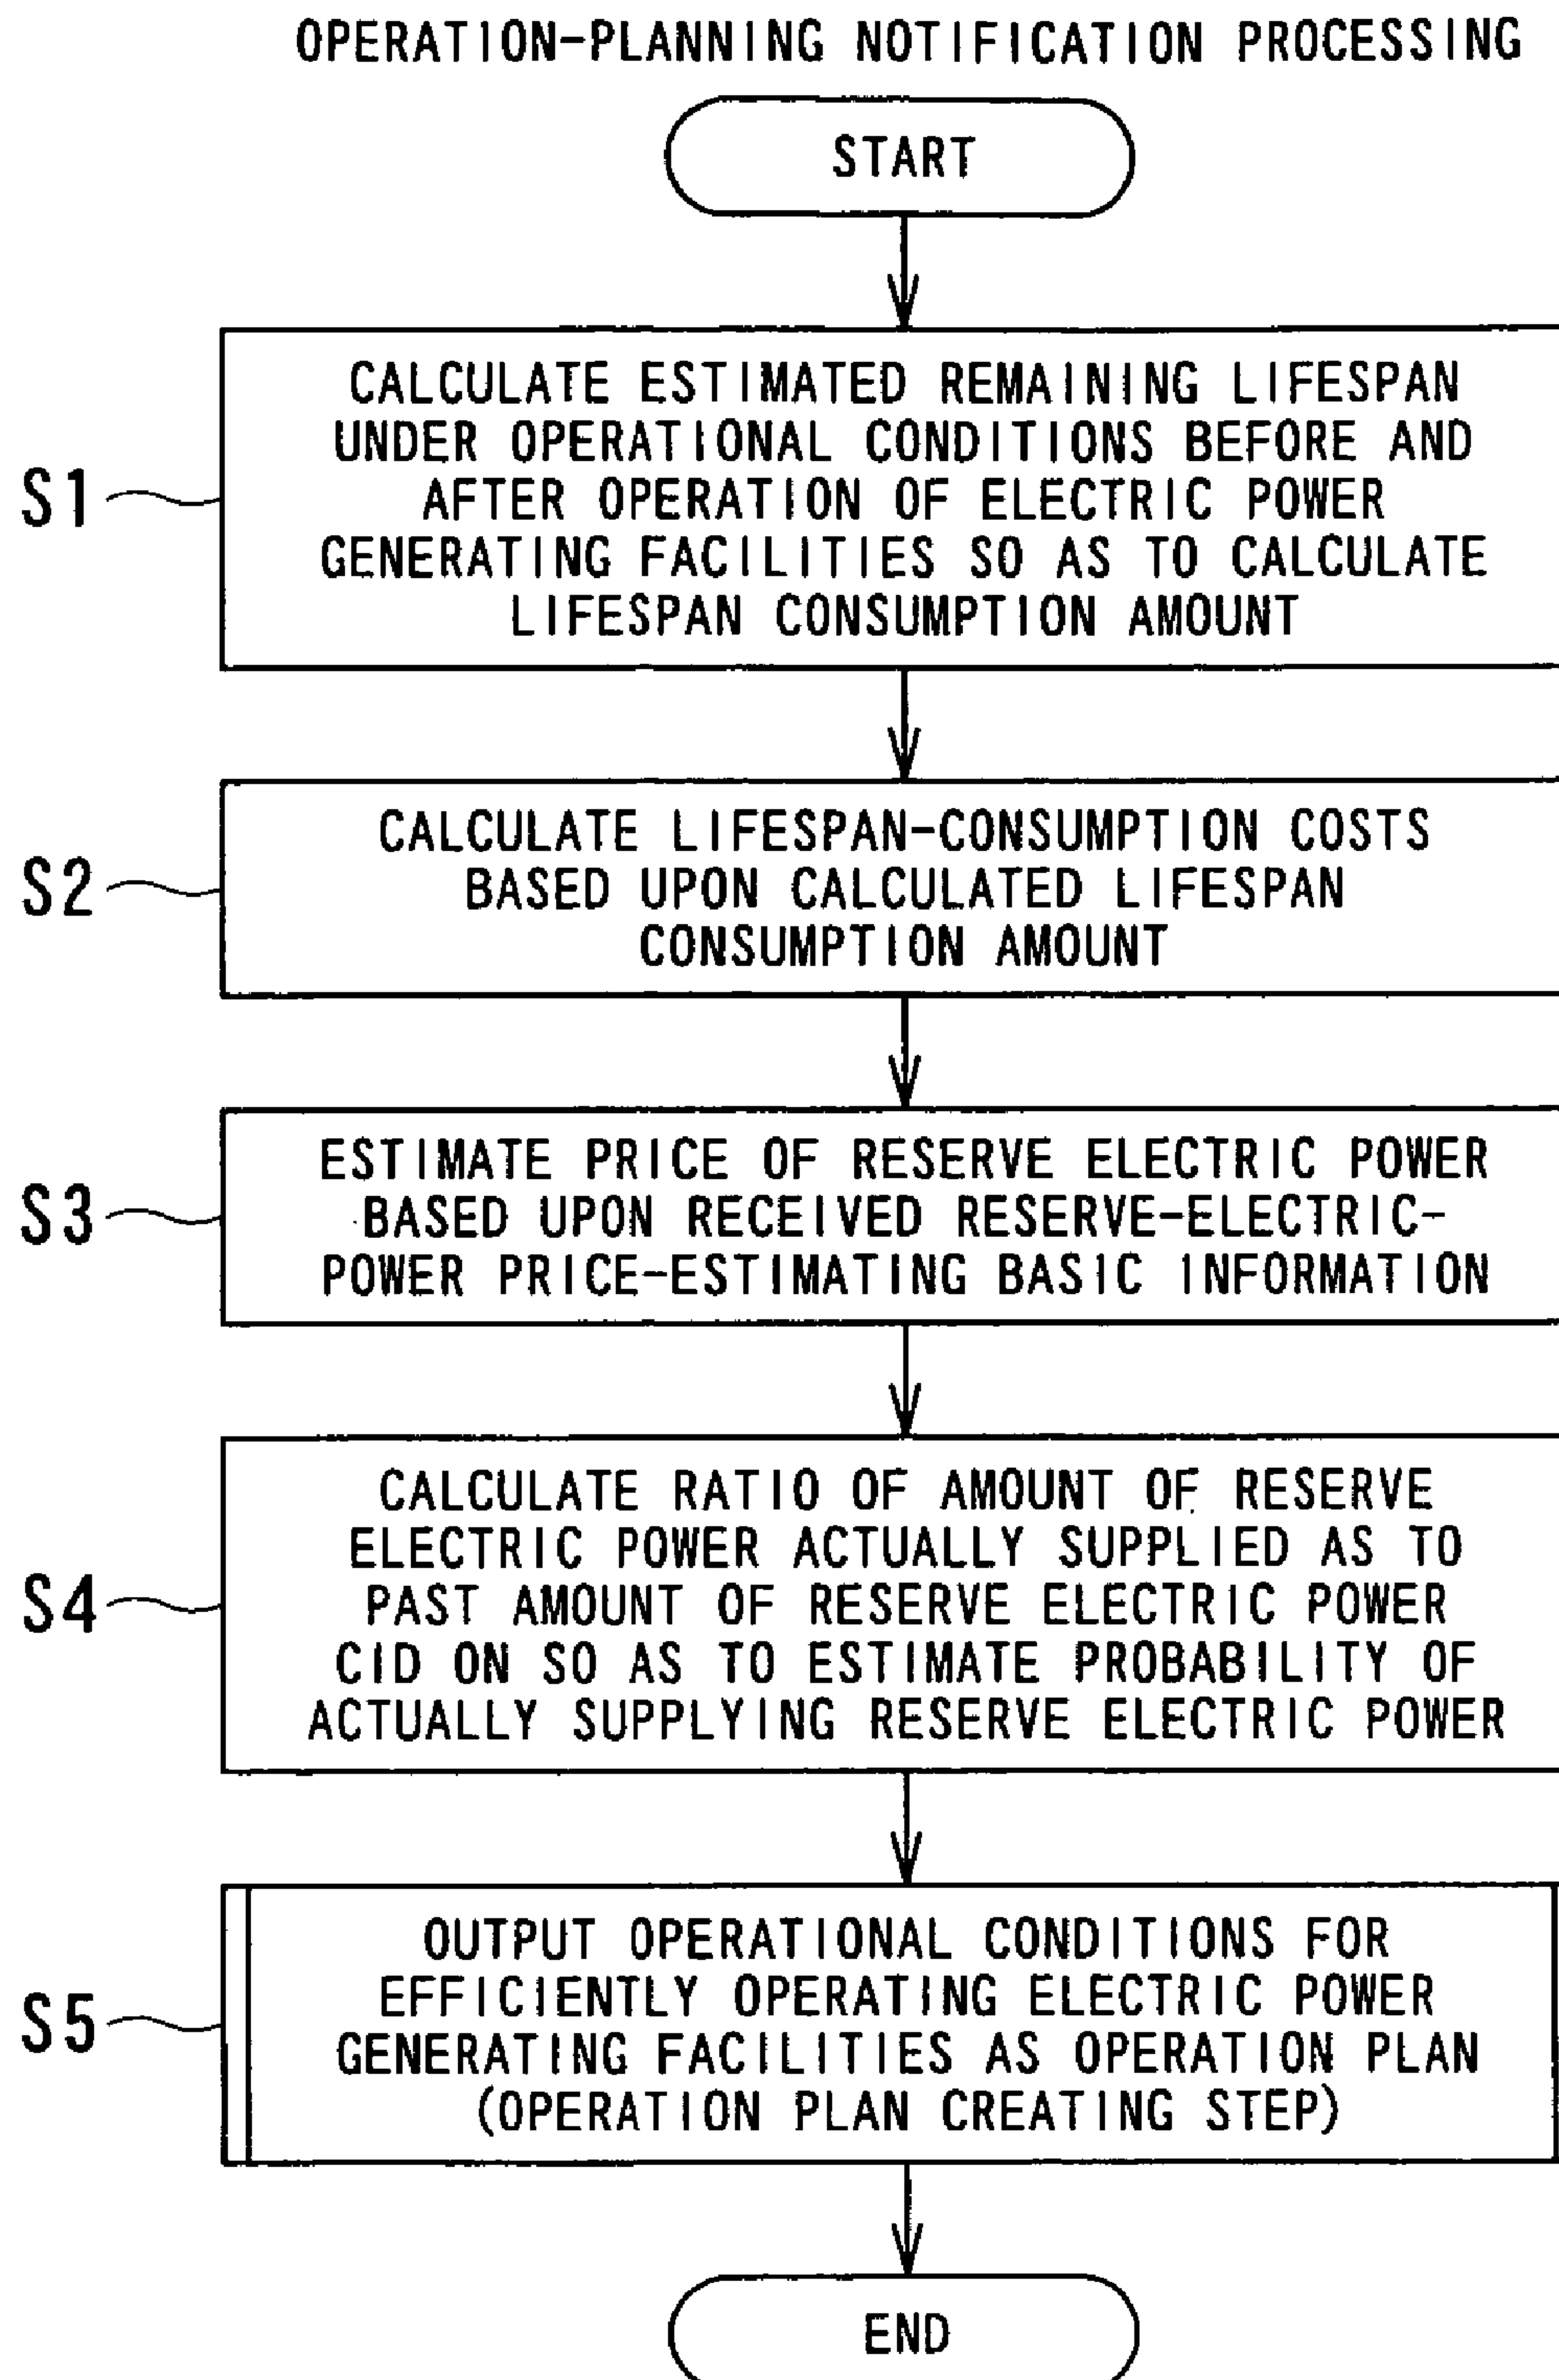 OPERATION-PLANNING NOTIFICATION PROCESSING
START
S1
CALCULATE ESTIMATED REMAINING LIFESPAN
UNDER OPERATIONAL CONDITIONS BEFORE AND
AFTER OPERATION OF ELECTRIC POWER
GENERATING FACILITIES SO AS TO CALCULATE
LIFESPAN CONSUMPTION AMOUNT
S2
CALCULATE LIFESPAN-CONSUMPTION COSTS
BASED UPON CALCULATED LIFESPAN
CONSUMPTION AMOUNT
S3
ESTIMATE PRICE OF RESERVE ELECTRIC POWER
BASED UPON RECEIVED RESERVE-ELECTRIC-
POWER PRICE-ESTIMATING BASIC INFORMATION
S4
CALCULATE RATIO OF AMOUNT OF RESERVE
ELECTRIC POWER ACTUALLY SUPPLIED AS TO
PAST AMOUNT OF RESERVE ELECTRIC POWER
CID ON SO AS TO ESTIMATE PROBABILITY OF
ACTUALLY SUPPLYING RESERVE ELECTRIC POWER
S5
OUTPUT OPERATIONAL CONDITIONS FOR
EFFICIENTLY OPERATING ELECTRIC POWER
GENERATING FACILITIES AS OPERATION PLAN
(OPERATION PLAN CREATING STEP)
END